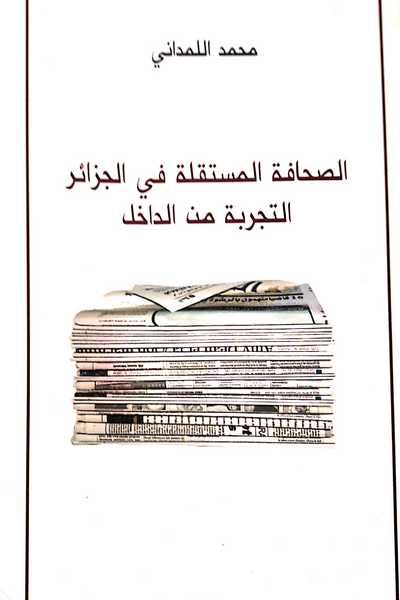 محمد اللمداني
الصحافة المستقلة في الجزائر
التجربة من الداخل